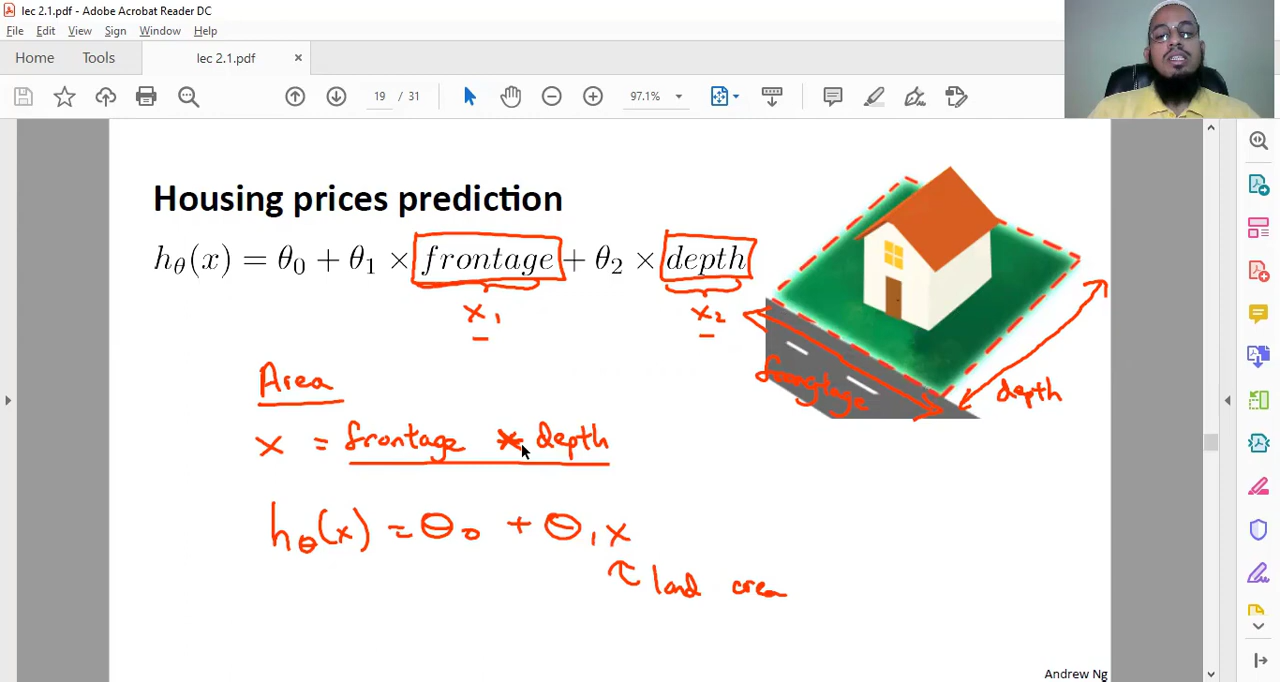 lec 2.1.pdf - Adobe Acrobat Reader DC
File Edit View Sign Window Help
Home Tools lec 2.1.pdf ×
19 / 31 97.1%
Housing prices prediction
hθ(x) = θ0 + θ1 × frontage + θ2 × depth
x1 x2
frontage depth
Area
x = frontage * depth
hθ(x) = θ0 + θ1 x
land area
Andrew Ng